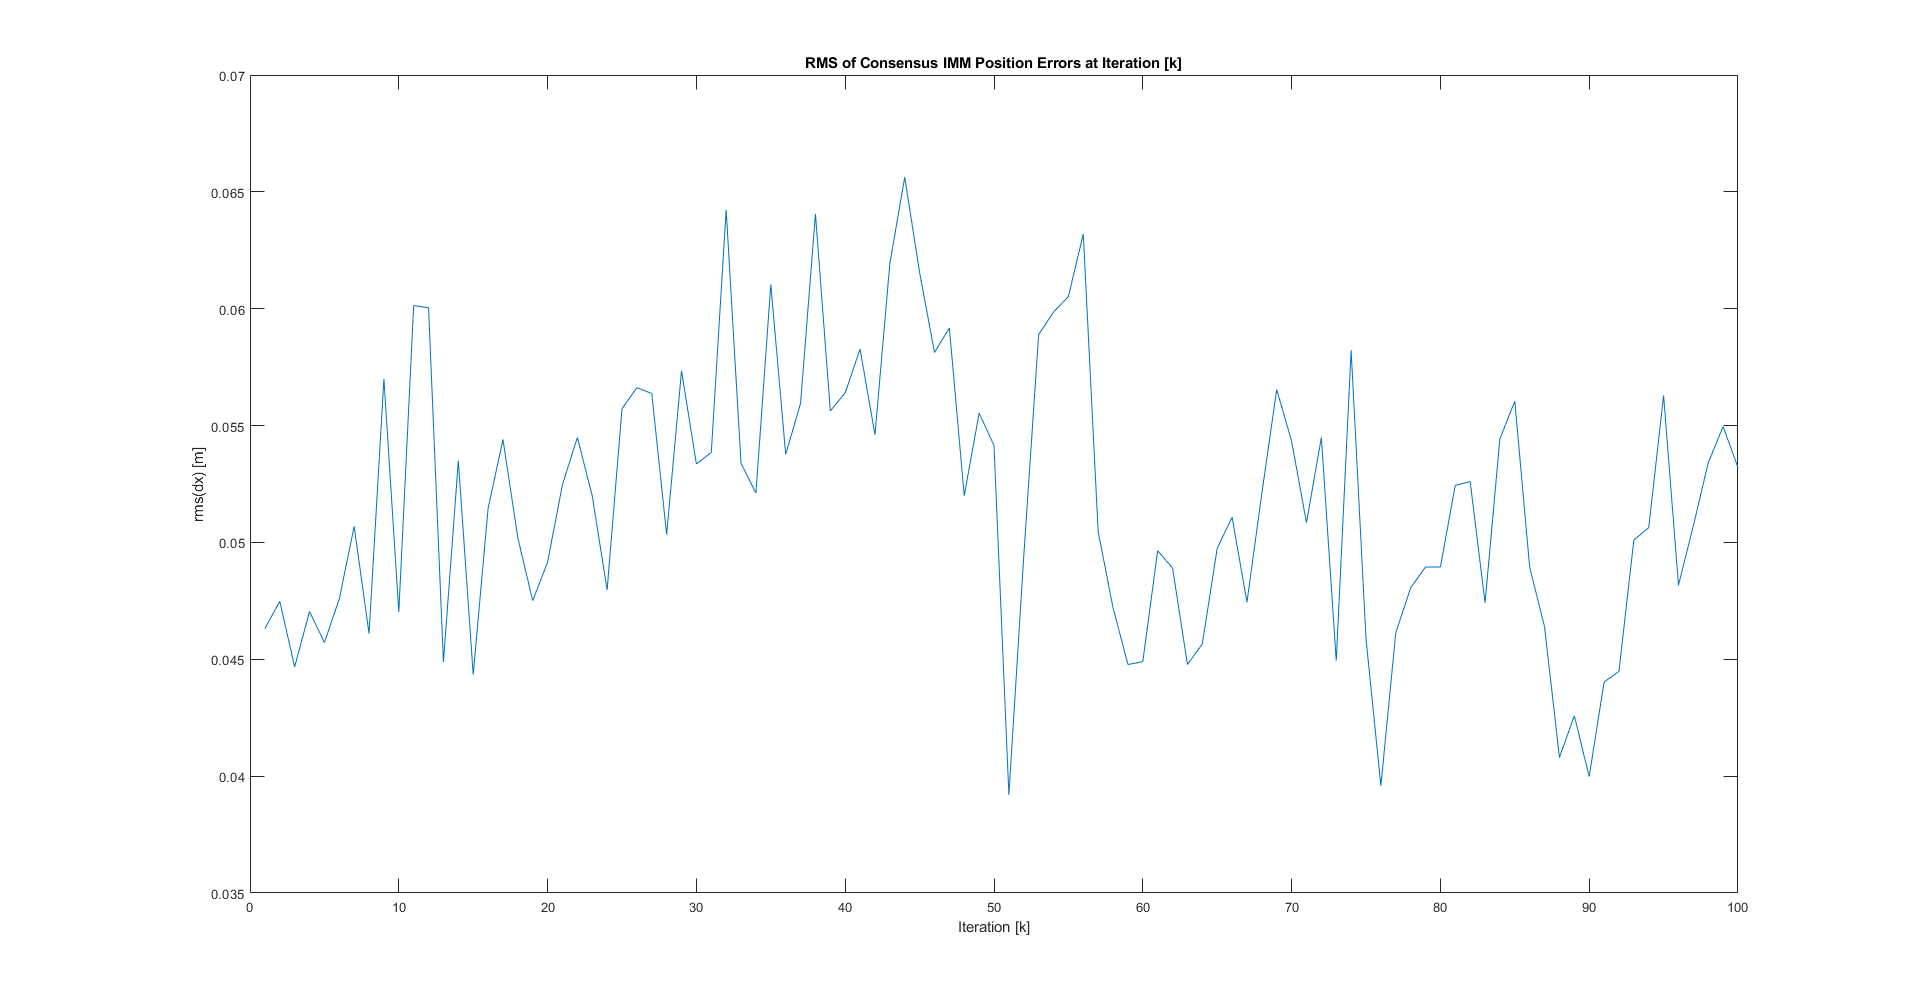 RMS of Consensus IMM Position Errors at Iteration [k]
0.07
0.065
0.06
0.055
0.05
0.045
0.04
0.035
rms(dx) [m]
0 10 20 30 40 50 60 70 80 90 100
Iteration [k]